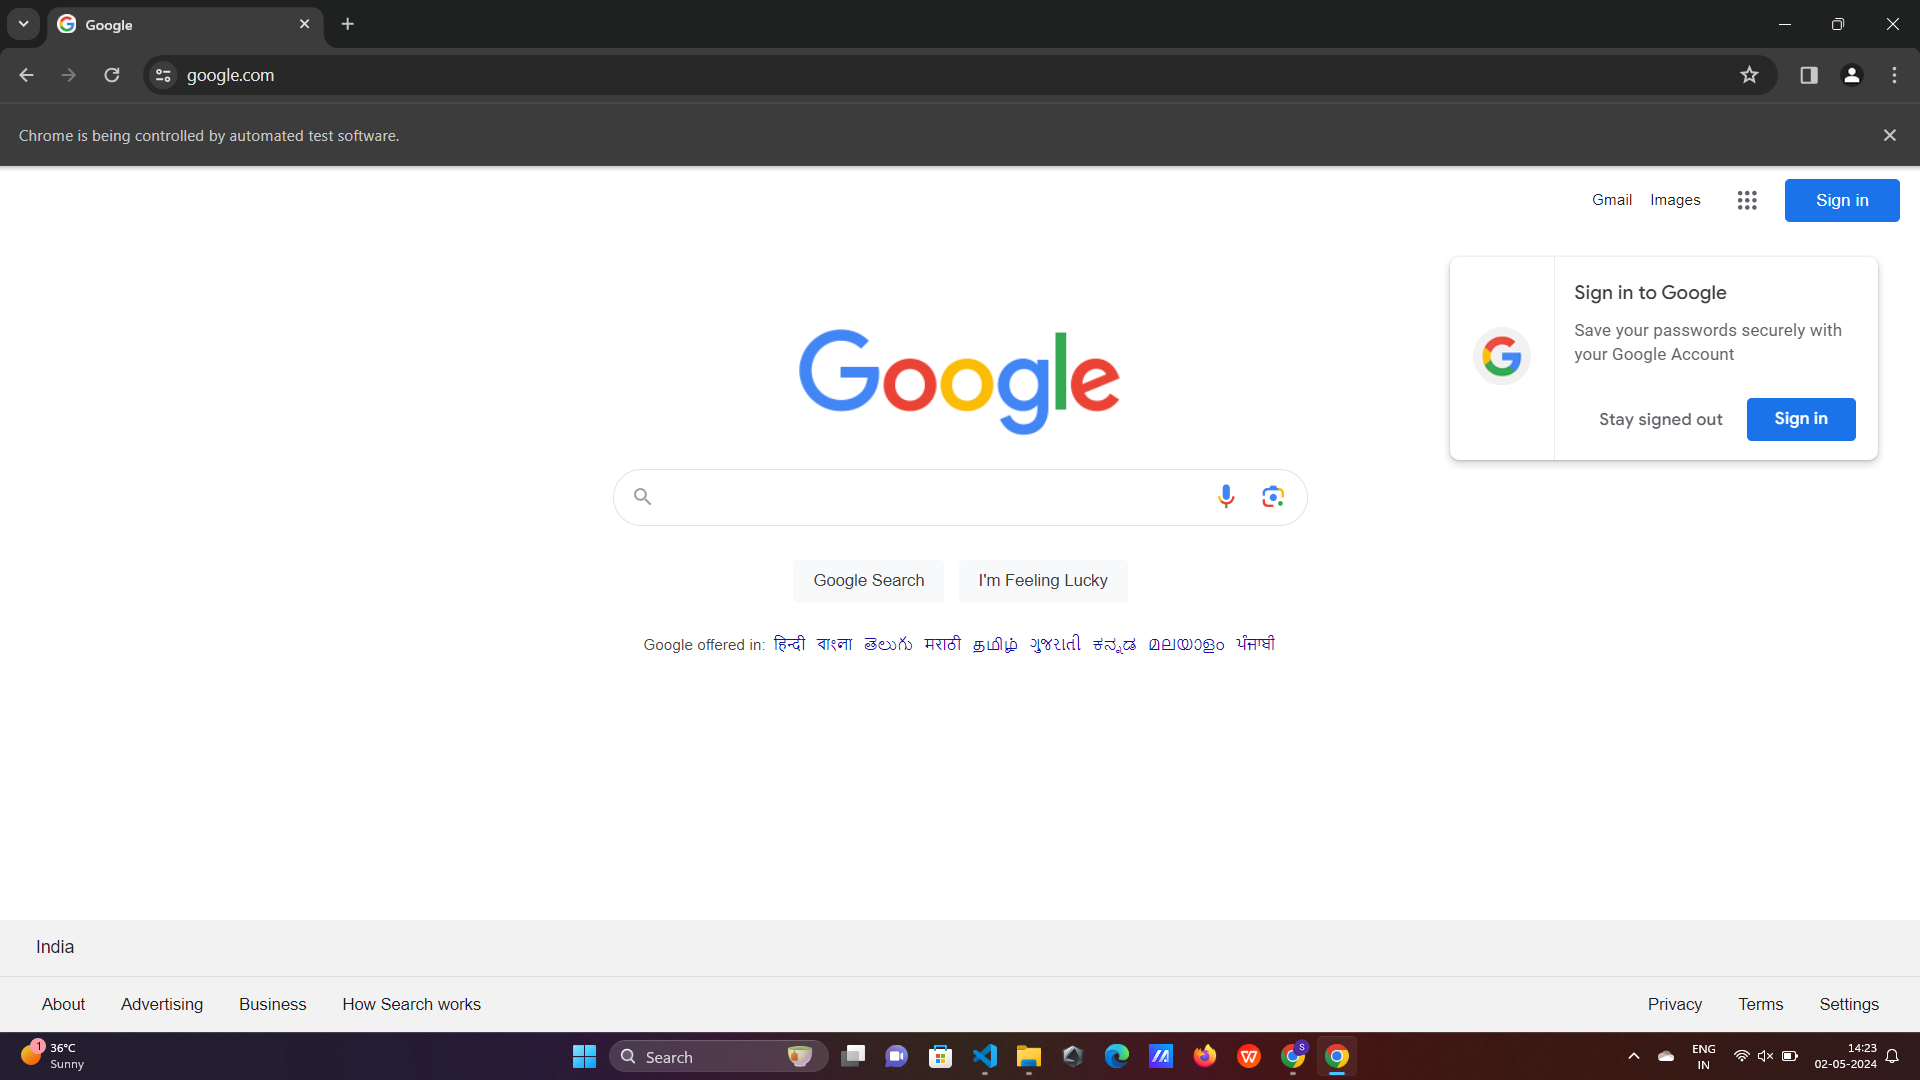 Google
google.com
Chrome is being controlled by automated test software.
Gmail Images Sign in
Sign in to Google
Save your passwords securely with
your Google Account
Stay signed out Sign in
Google
Google Search I'm Feeling Lucky
Google offered in: हिन्दी বাংলা తెలుగు मराठी தமிழ் ગુજરાતી ಕನ್ನಡ മലയാളം ਪੰਜਾਬੀ
India
About Advertising Business How Search works Privacy Terms Settings
1 36°C
Sunny
Search
S
ENG
IN
14:23
02-05-2024